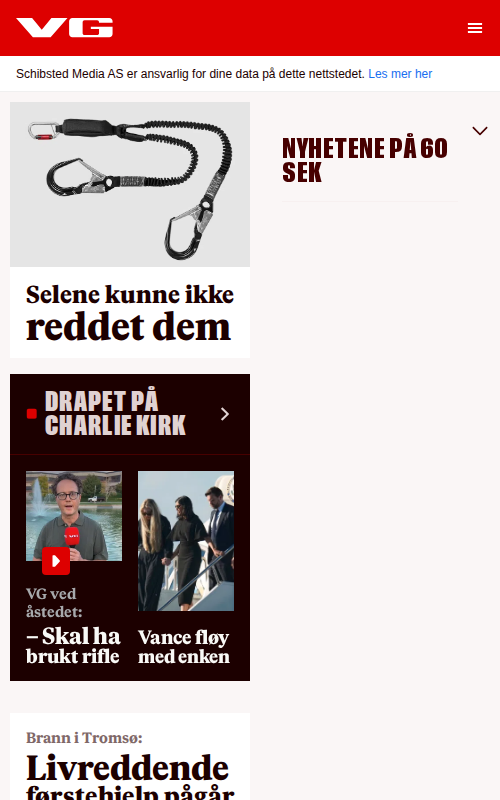 VG
Schibsted Media AS er ansvarlig for dine data på dette nettstedet. Les mer her
Selene kunne ikke
reddet dem
NYHETENE PÅ 60
SEK
DRAPET PÅ
CHARLIE KIRK
VG ved
åstedet:
– Skal ha
brukt rifle
Vance fløy
med enken
Brann i Tromsø:
Livreddende
førstehjelp pågår